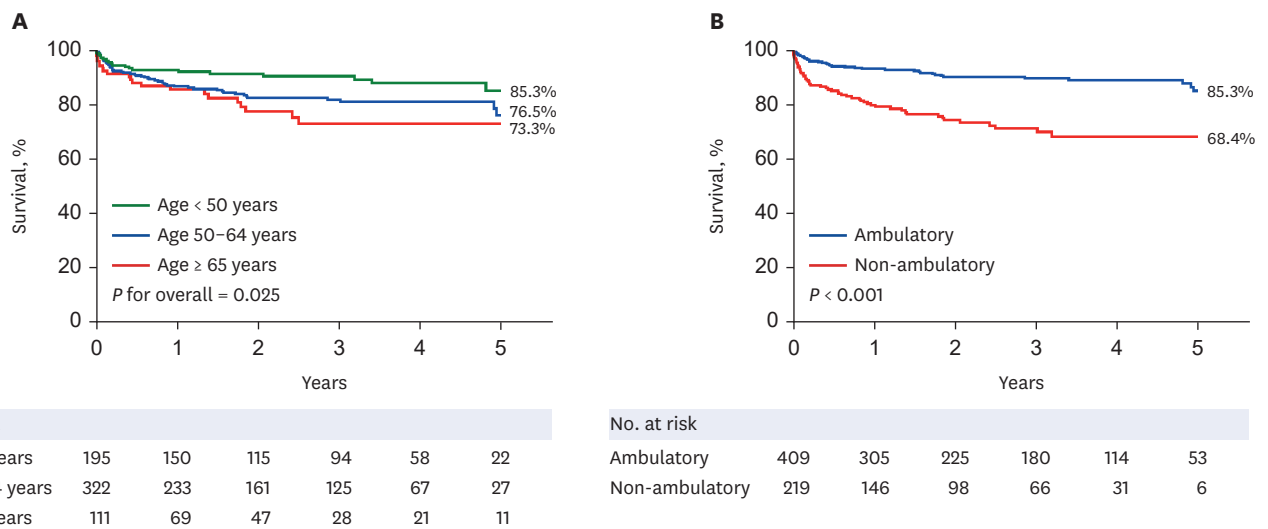 A
100
80
60
40
20
0
Survival, %
85.3%
76.5%
73.3%
Age < 50 years
Age 50–64 years
Age ≥ 65 years
P for overall = 0.025
0 1 2 3 4 5
Years
ears 195 150 115 94 58 22
years 322 233 161 125 67 27
ears 111 69 47 28 21 11
B
100
80
60
40
20
0
Survival, %
85.3%
68.4%
Ambulatory
Non-ambulatory
P < 0.001
0 1 2 3 4 5
Years
No. at risk
Ambulatory 409 305 225 180 114 53
Non-ambulatory 219 146 98 66 31 6